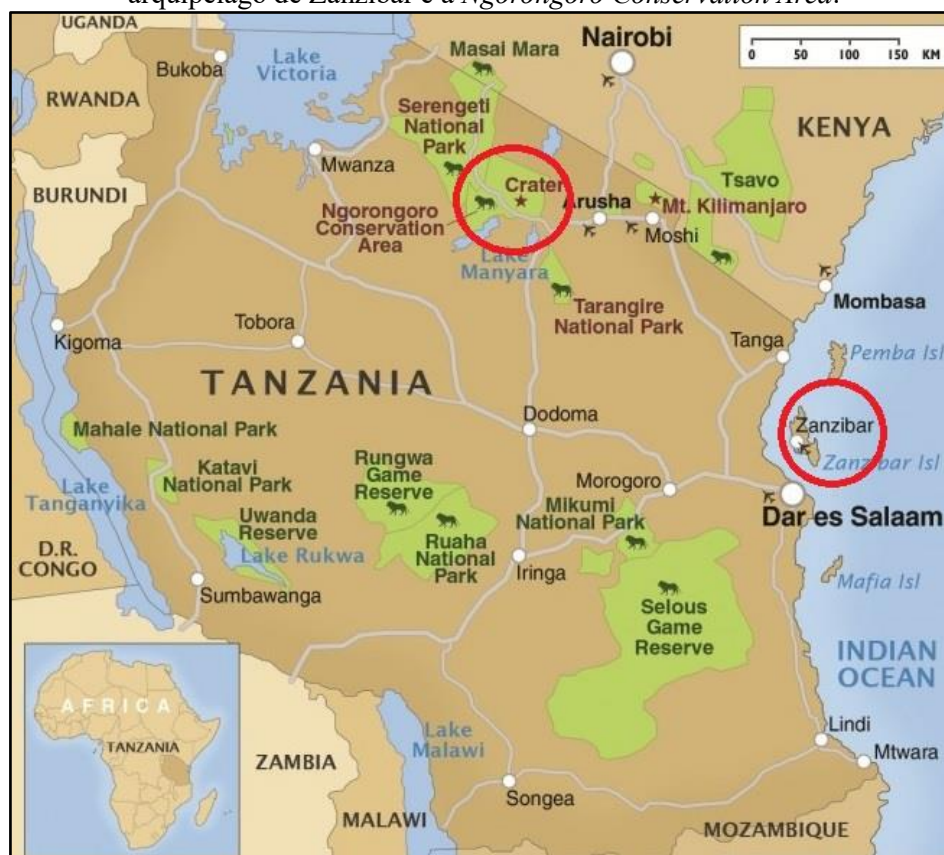 arquipélago de Zanzibar e a Ngorongoro Conservation Area.
UGANDA
Bukoba
Lake
Victoria
Masai Mara
Nairobi
0 50 100 150 KM
RWANDA
Serengeti
National
Park
KENYA
Mwanza
BURUNDI
Crater
Tsavo
Ngorongoro
Conservation
Area
Arusha
Mt. Kilimanjaro
Moshi
Lake
Manyara
Mombasa
Tarangire
National Park
Kigoma
Tobora
Tanga
Pemba Isl
TANZANIA
Dodoma
Zanzibar
Zanzibar Isl
Mahale National Park
Katavi
National Park
Rungwa
Game
Reserve
Morogoro
Lake
Tanganyika
Uwanda
Reserve
Mikumi
National Park
Dar es Salaam
Lake Rukwa
Ruaha
National
Park
D.R.
CONGO
Iringa
Mafia Isl
Sumbawanga
Selous
Game
Reserve
INDIAN
OCEAN
AFRICA
TANZANIA
Lindi
ZAMBIA
Lake
Malawi
Mtwara
Songea
MALAWI
MOZAMBIQUE